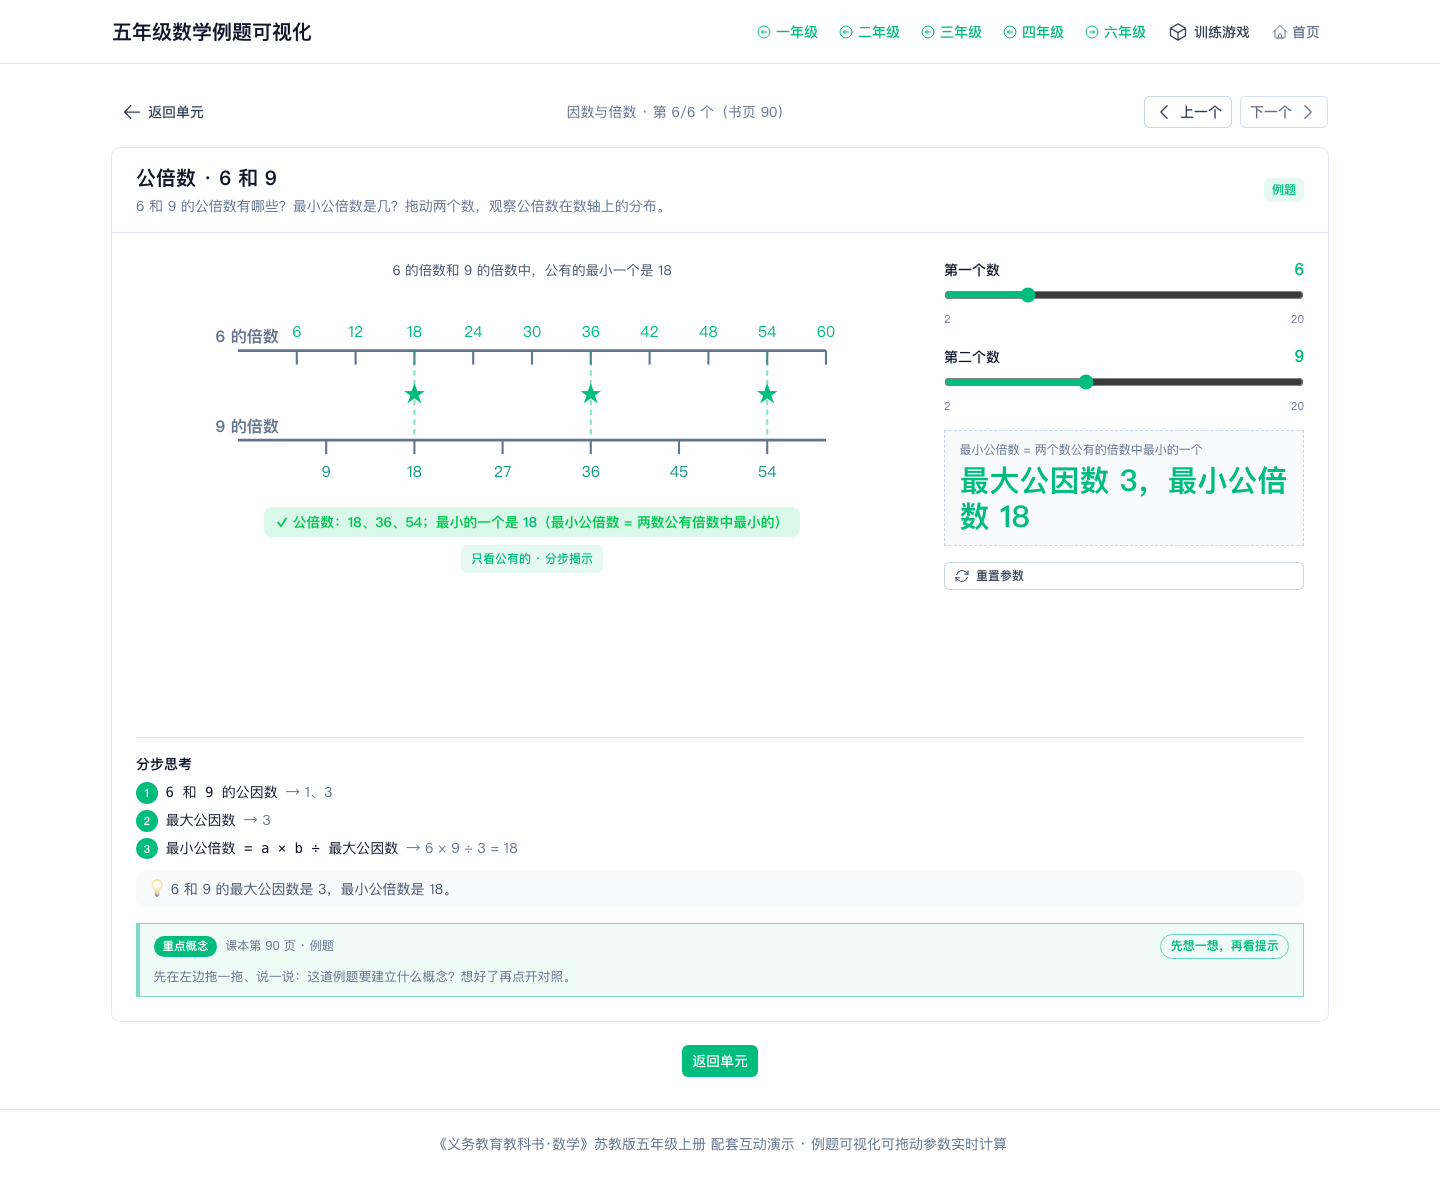 五年级数学例题可视化
一年级 二年级 三年级 四年级 六年级 训练游戏 首页
返回单元
因数与倍数 · 第 6/6 个（书页 90）
上一个 下一个
公倍数 · 6 和 9
例题
6 和 9 的公倍数有哪些？最小公倍数是几？拖动两个数，观察公倍数在数轴上的分布。
6 的倍数和 9 的倍数中，公有的最小一个是 18
6 的倍数 6 12 18 24 30 36 42 48 54 60
9 的倍数
9 18 27 36 45 54
✓ 公倍数：18、36、54；最小的一个是 18（最小公倍数 = 两数公有倍数中最小的）
只看公有的 · 分步揭示
第一个数 6
2 20
第二个数 9
2 20
最小公倍数 = 两个数公有的倍数中最小的一个
最大公因数 3，最小公倍
数 18
重置参数
分步思考
1 6 和 9 的公因数 → 1、3
2 最大公因数 → 3
3 最小公倍数 = a × b ÷ 最大公因数 → 6 × 9 ÷ 3 = 18
💡 6 和 9 的最大公因数是 3，最小公倍数是 18。
重点概念 课本第 90 页 · 例题
先想一想，再看提示
先在左边拖一拖、说一说：这道例题要建立什么概念？想好了再点开对照。
返回单元
《义务教育教科书·数学》苏教版五年级上册 配套互动演示 · 例题可视化可拖动参数实时计算